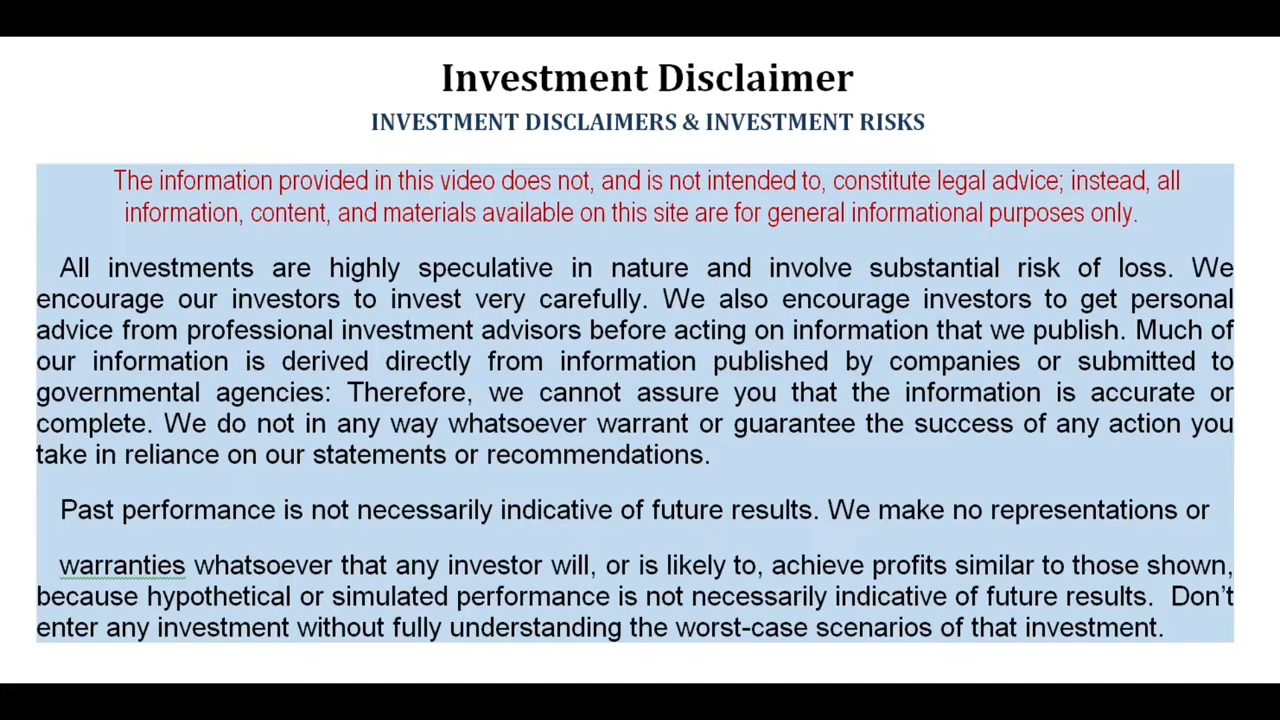 Investment Disclaimer
INVESTMENT DISCLAIMERS & INVESTMENT RISKS
The information provided in this video does not, and is not intended to, constitute legal advice; instead, all
information, content, and materials available on this site are for general informational purposes only.
All investments are highly speculative in nature and involve substantial risk of loss. We
encourage our investors to invest very carefully. We also encourage investors to get personal
advice from professional investment advisors before acting on information that we publish. Much of
our information is derived directly from information published by companies or submitted to
governmental agencies: Therefore, we cannot assure you that the information is accurate or
complete. We do not in any way whatsoever warrant or guarantee the success of any action you
take in reliance on our statements or recommendations.
Past performance is not necessarily indicative of future results. We make no representations or
warranties whatsoever that any investor will, or is likely to, achieve profits similar to those shown,
because hypothetical or simulated performance is not necessarily indicative of future results.  Don’t
enter any investment without fully understanding the worst-case scenarios of that investment.